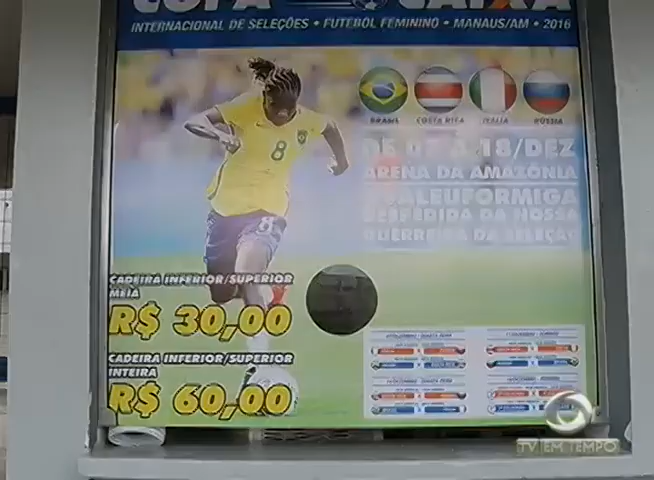 COPA CAIXA
INTERNACIONAL DE SELEÇÕES • FUTEBOL FEMININO • MANAUS/AM • 2016
BRASIL COSTA RICA ITÁLIA RÚSSIA
DE 07 A 18/DEZ
ARENA DA AMAZÔNIA
#VALEUFORMIGA
DESPEDIDA DA NOSSA
GUERREIRA DA SELEÇÃO
8
8
CADEIRA INFERIOR/SUPERIOR
MEIA
R$ 30,00
CADEIRA INFERIOR/SUPERIOR
INTEIRA
R$ 60,00
TV EM TEMPO